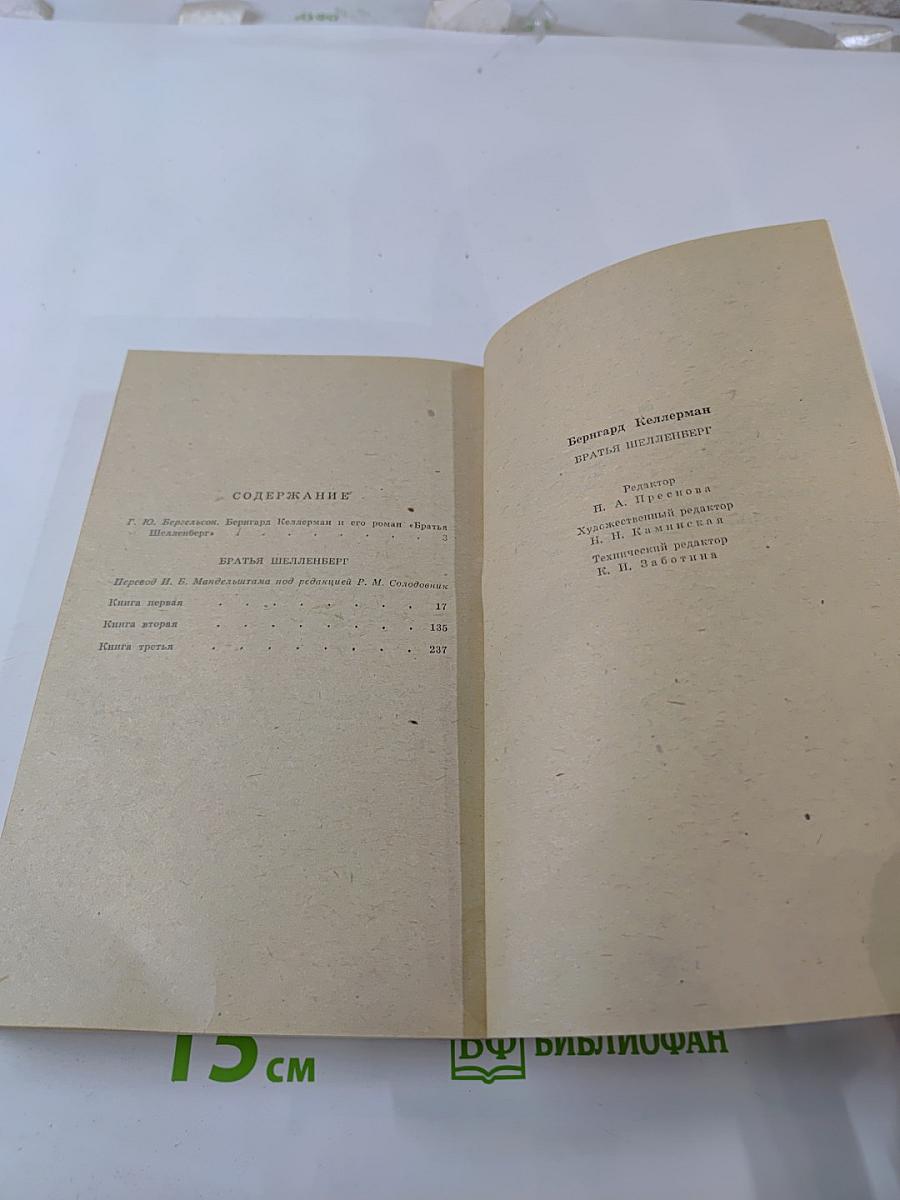 СОДЕРЖАНИЕ
Г. Ю. Бергельсон. Бернгард Келлерман и его роман «Братья
Шелленберг» . . . . . . . . 3
БРАТЬЯ ШЕЛЛЕНБЕРГ
Перевод И. Б. Мандельштама под редакцией Р. М. Солодовник
Книга первая . . . . . . . . . 17
Книга вторая . . . . . . . . . 135
Книга третья . . . . . . . . . 237
Бернгард Келлерман
БРАТЬЯ ШЕЛЛЕНБЕРГ
Редактор
Н. А. Преснова
Художественный редактор
Н. Н. Каминская
Технический редактор
К. И. Заботина
15 см
БФ БИБЛИОФАН